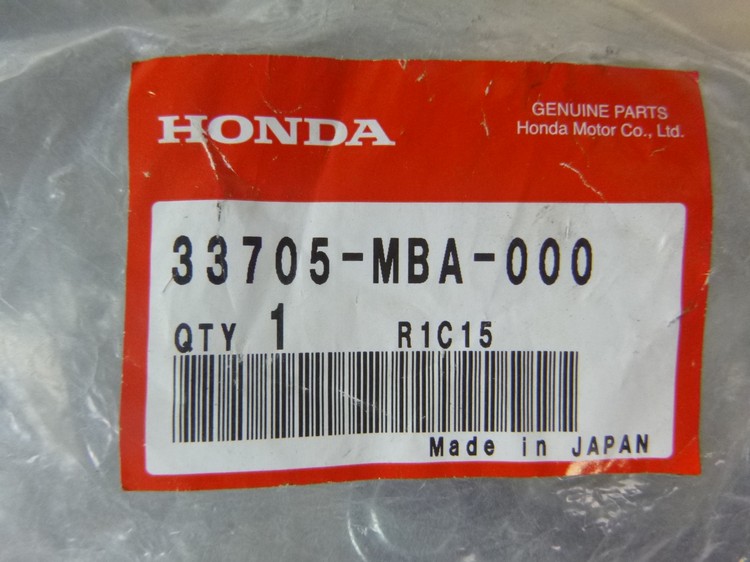 HONDA
GENUINE PARTS
Honda Motor Co., Ltd.
33705-MBA-000
QTY 1 R1C15
Made in JAPAN